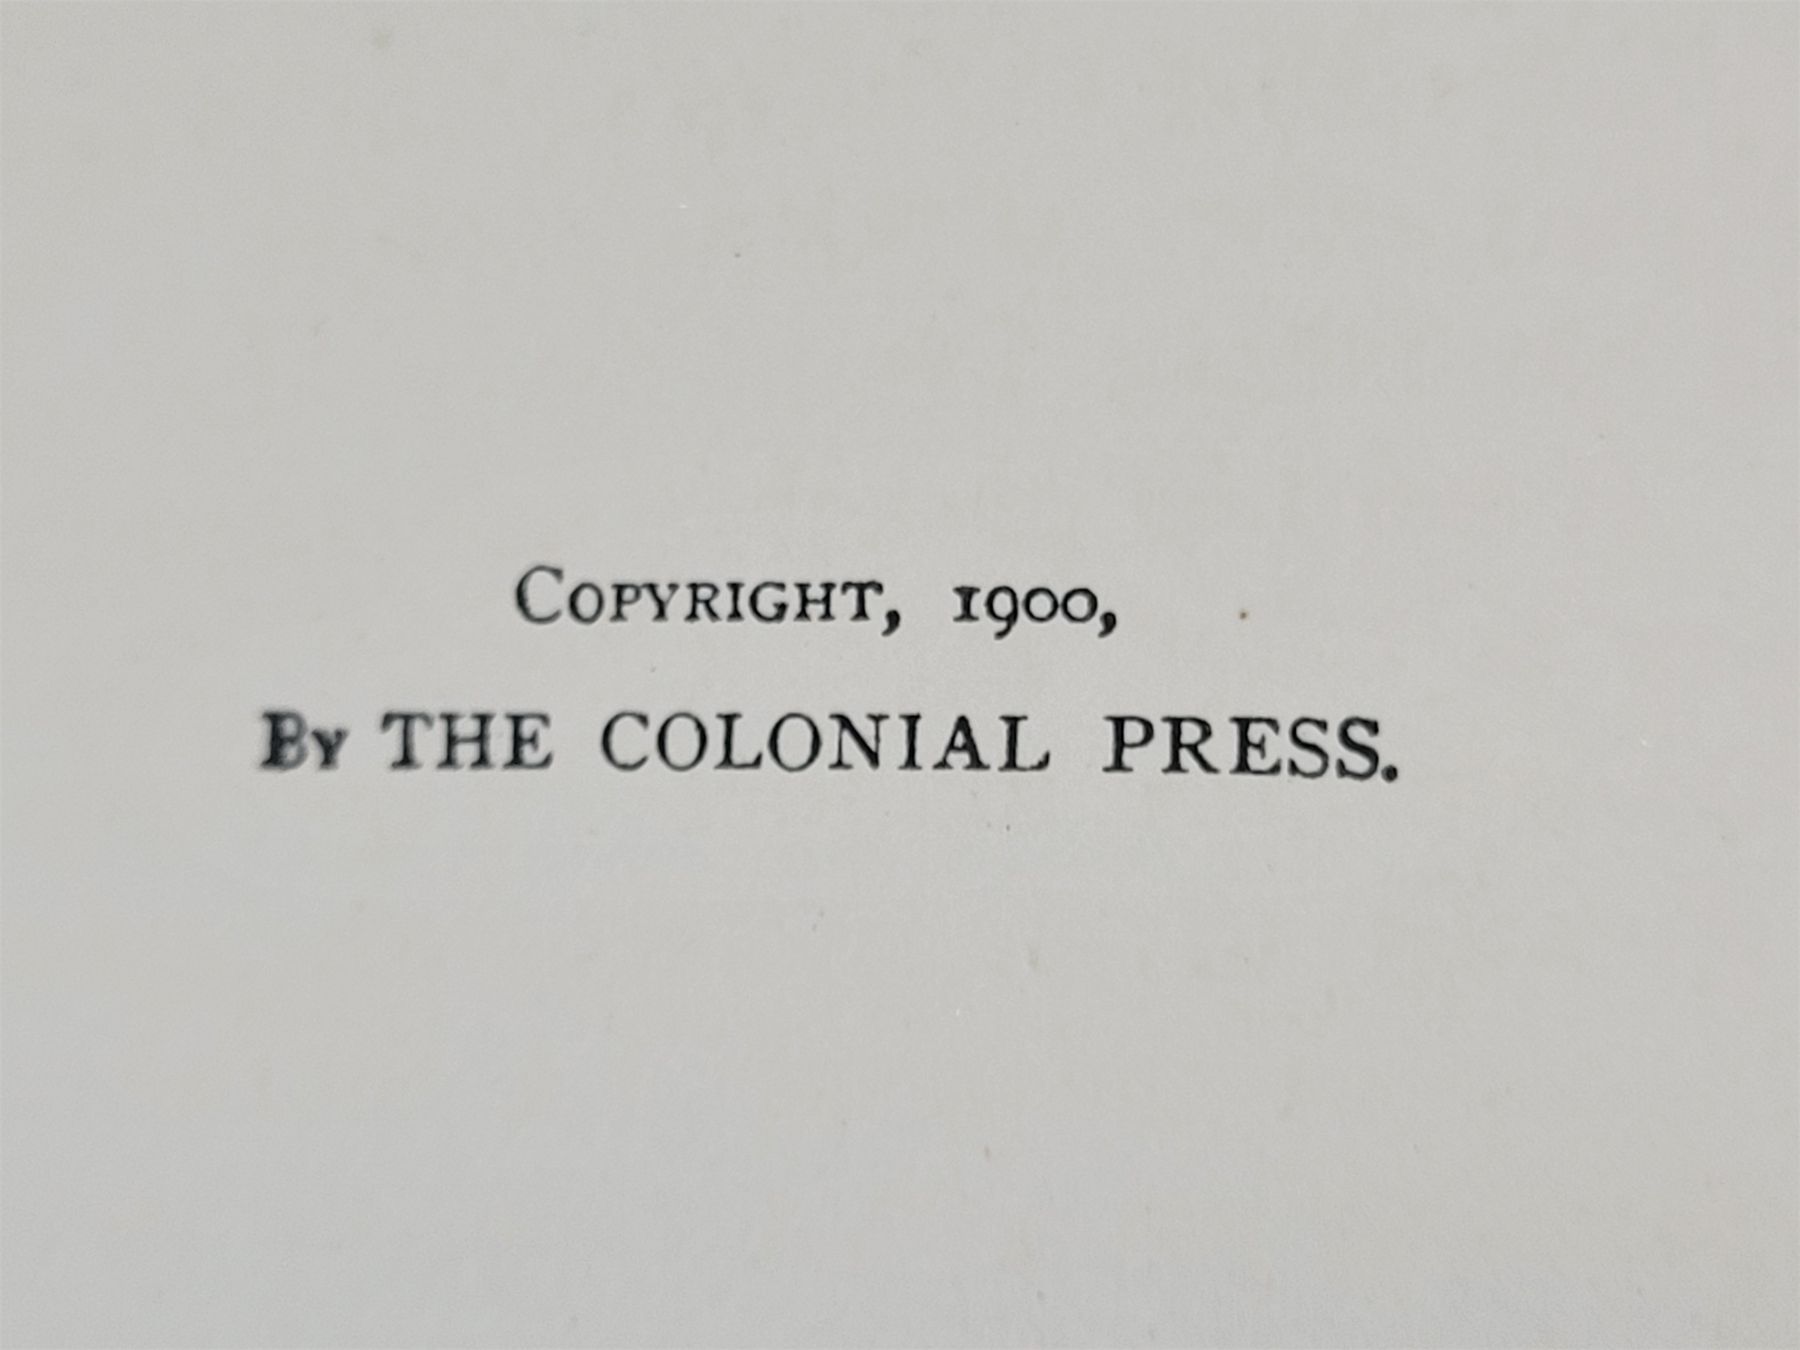 Copyright, 1900,
By THE COLONIAL PRESS.